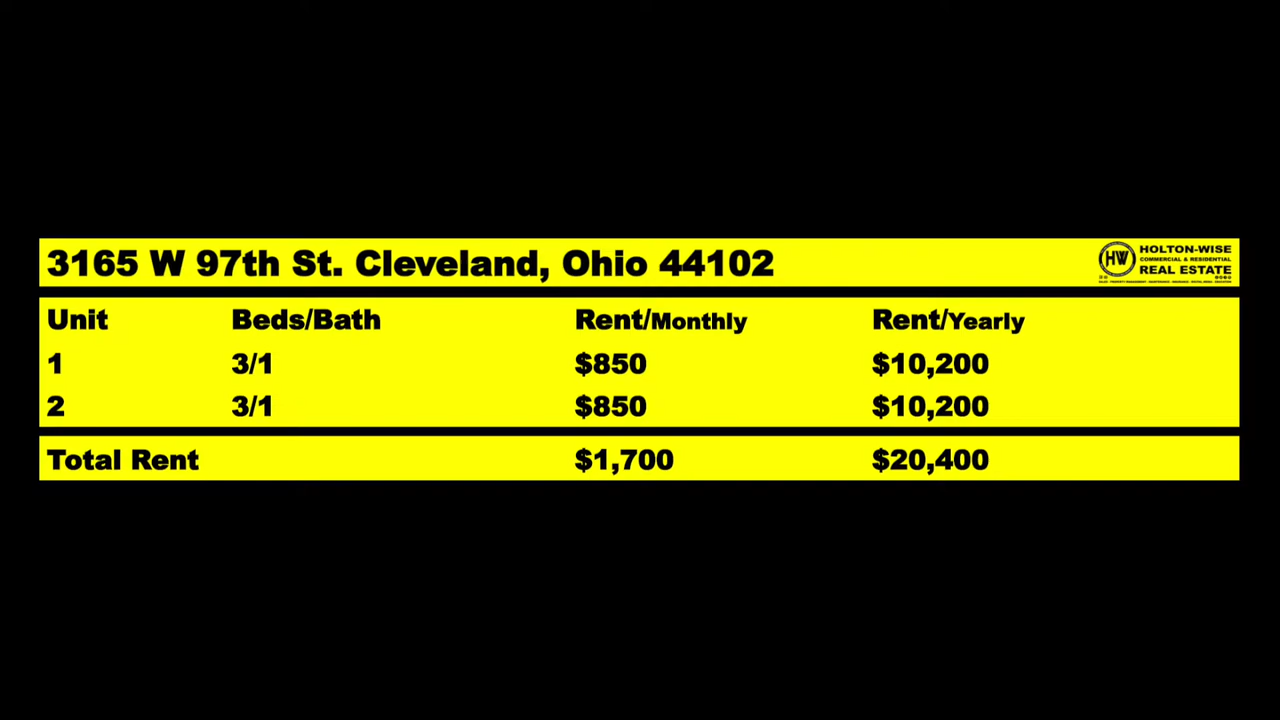 3165 W 97th St. Cleveland, Ohio 44102
HW
HOLTON-WISE
COMMERCIAL & RESIDENTIAL
REAL ESTATE
Unit Beds/Bath Rent/Monthly Rent/Yearly
1 3/1 $850 $10,200
2 3/1 $850 $10,200
Total Rent $1,700 $20,400